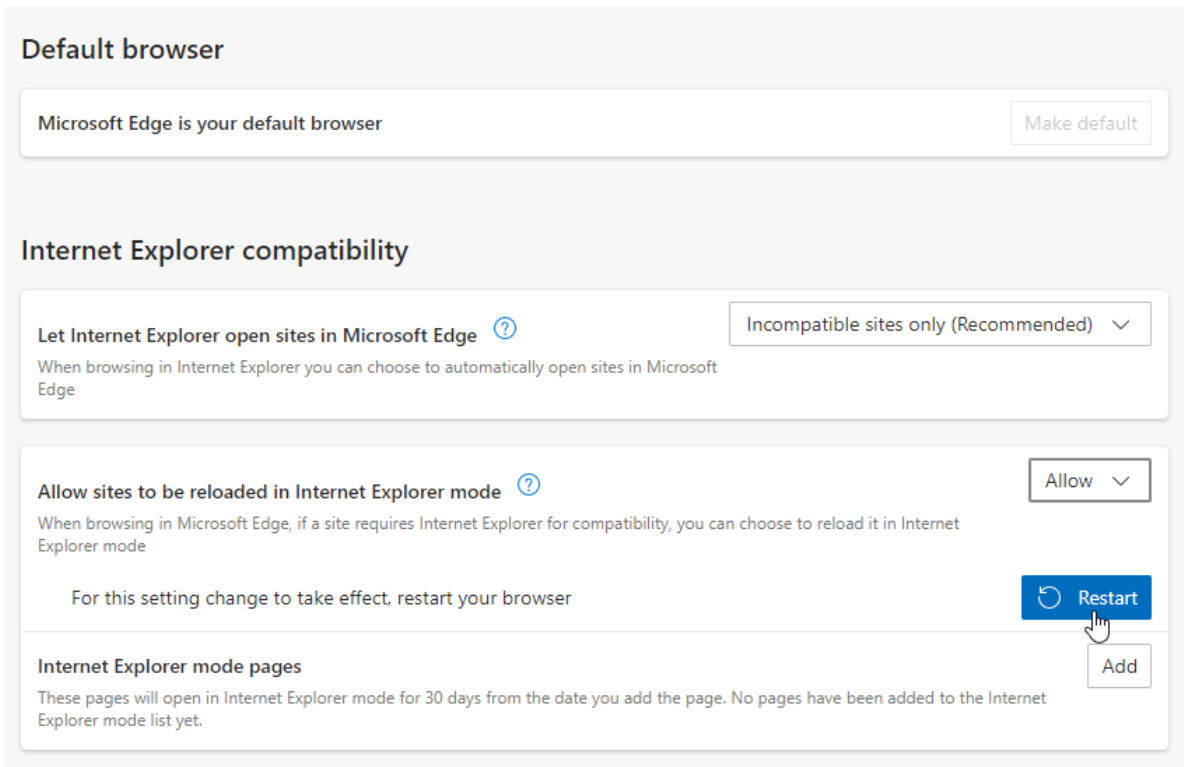 Default browser
Microsoft Edge is your default browser
Make default
Internet Explorer compatibility
Let Internet Explorer open sites in Microsoft Edge
Incompatible sites only (Recommended)
When browsing in Internet Explorer you can choose to automatically open sites in Microsoft
Edge
Allow sites to be reloaded in Internet Explorer mode
Allow
When browsing in Microsoft Edge, if a site requires Internet Explorer for compatibility, you can choose to reload it in Internet
Explorer mode
For this setting change to take effect, restart your browser
Restart
Internet Explorer mode pages
Add
These pages will open in Internet Explorer mode for 30 days from the date you add the page. No pages have been added to the Internet
Explorer mode list yet.